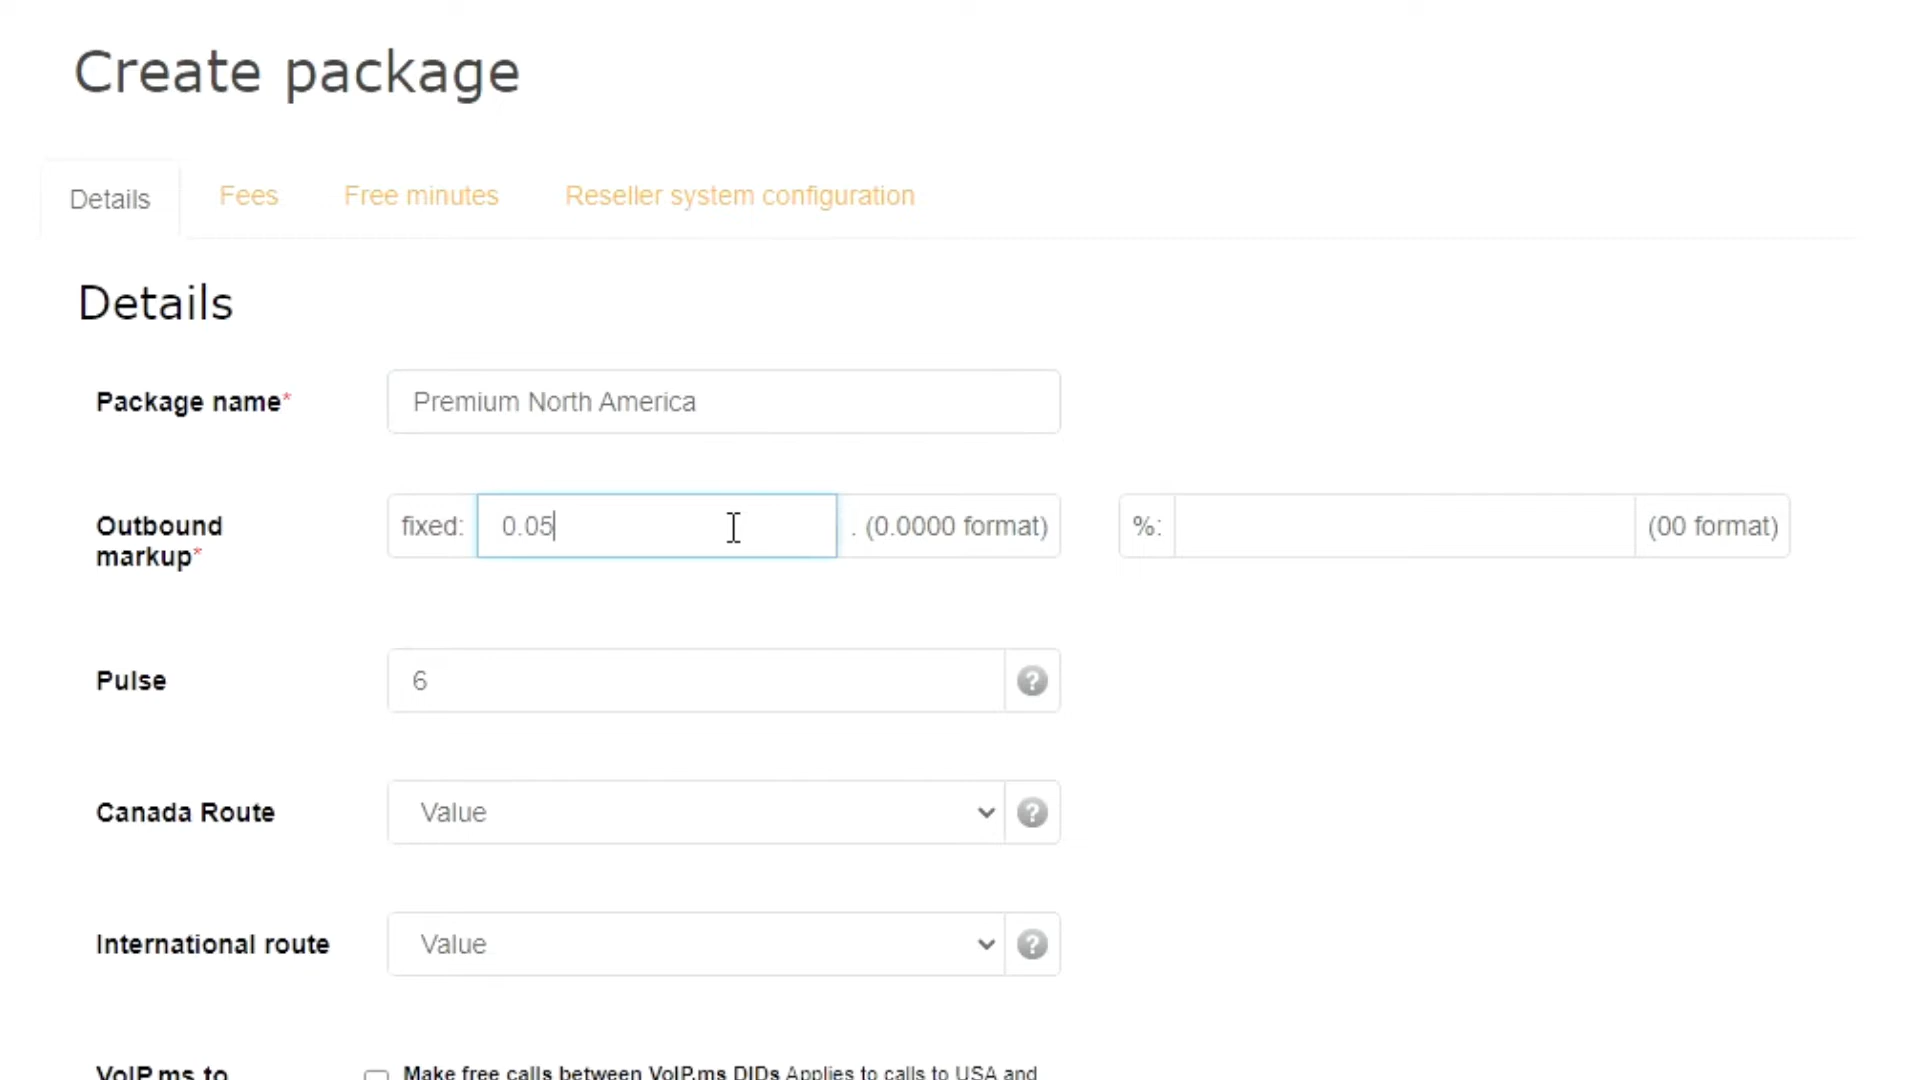 Create package
Details Fees Free minutes Reseller system configuration
Details
Package name* Premium North America
Outbound markup* fixed: 0.05 . (0.0000 format) %: (00 format)
Pulse 6 ?
Canada Route Value ?
International route Value ?
VoIP.ms to Make free calls between VoIP.ms DIDs Applies to calls to USA and